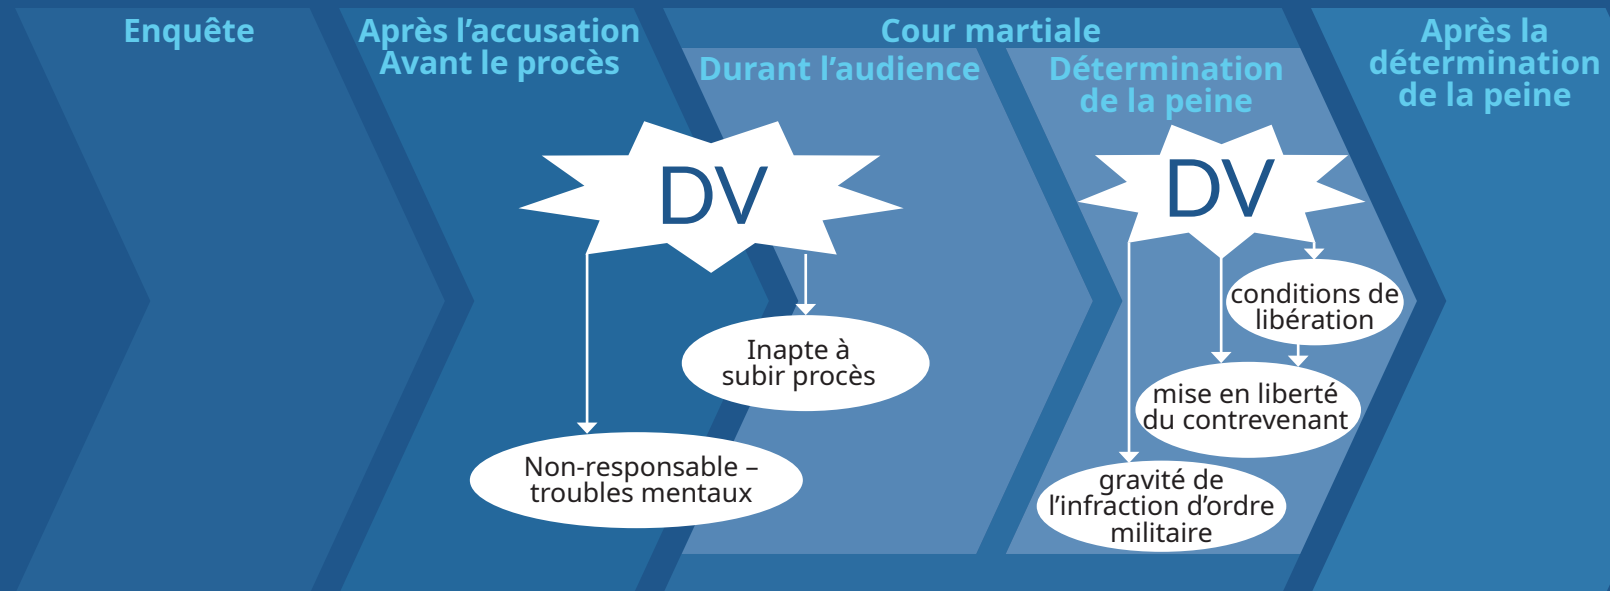 Enquête
Après l’accusation
Avant le procès
Cour martiale
Durant l’audience
Détermination
de la peine
Après la
détermination
de la peine
DV
Inapte à
subir procès
Non-responsable –
troubles mentaux
DV
conditions de
libération
mise en liberté
du contrevenant
gravité de
l’infraction d’ordre
militaire